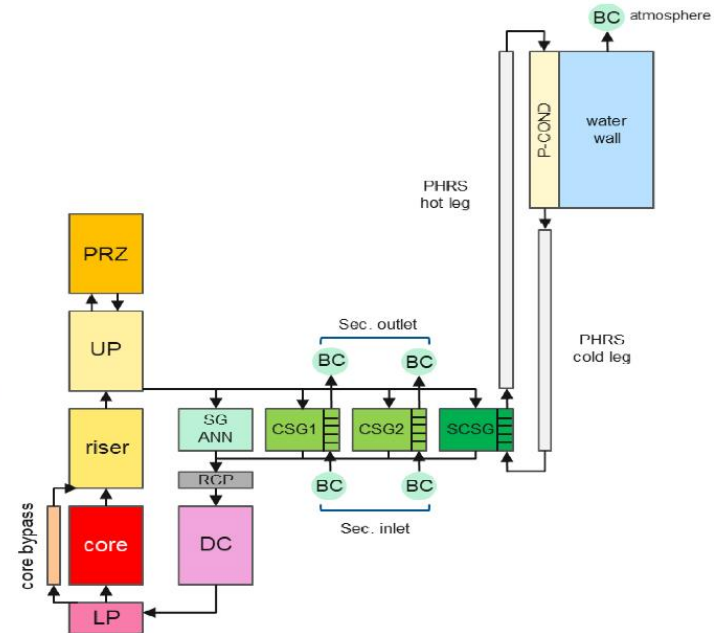 BC atmosphere
P-COND
water
wall
PHRS
hot leg
PRZ
UP
Sec. outlet
BC BC
PHRS
cold leg
riser
SG
ANN
CSG1
CSG2
SCSG
RCP
BC BC
Sec. inlet
core bypass
core
DC
LP